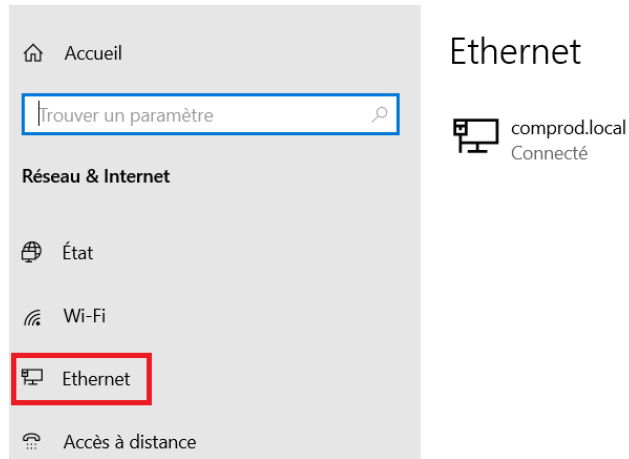 Accueil
Trouver un paramètre
Réseau & Internet
État
Wi-Fi
Ethernet
Accès à distance
Ethernet
comprod.local
Connecté